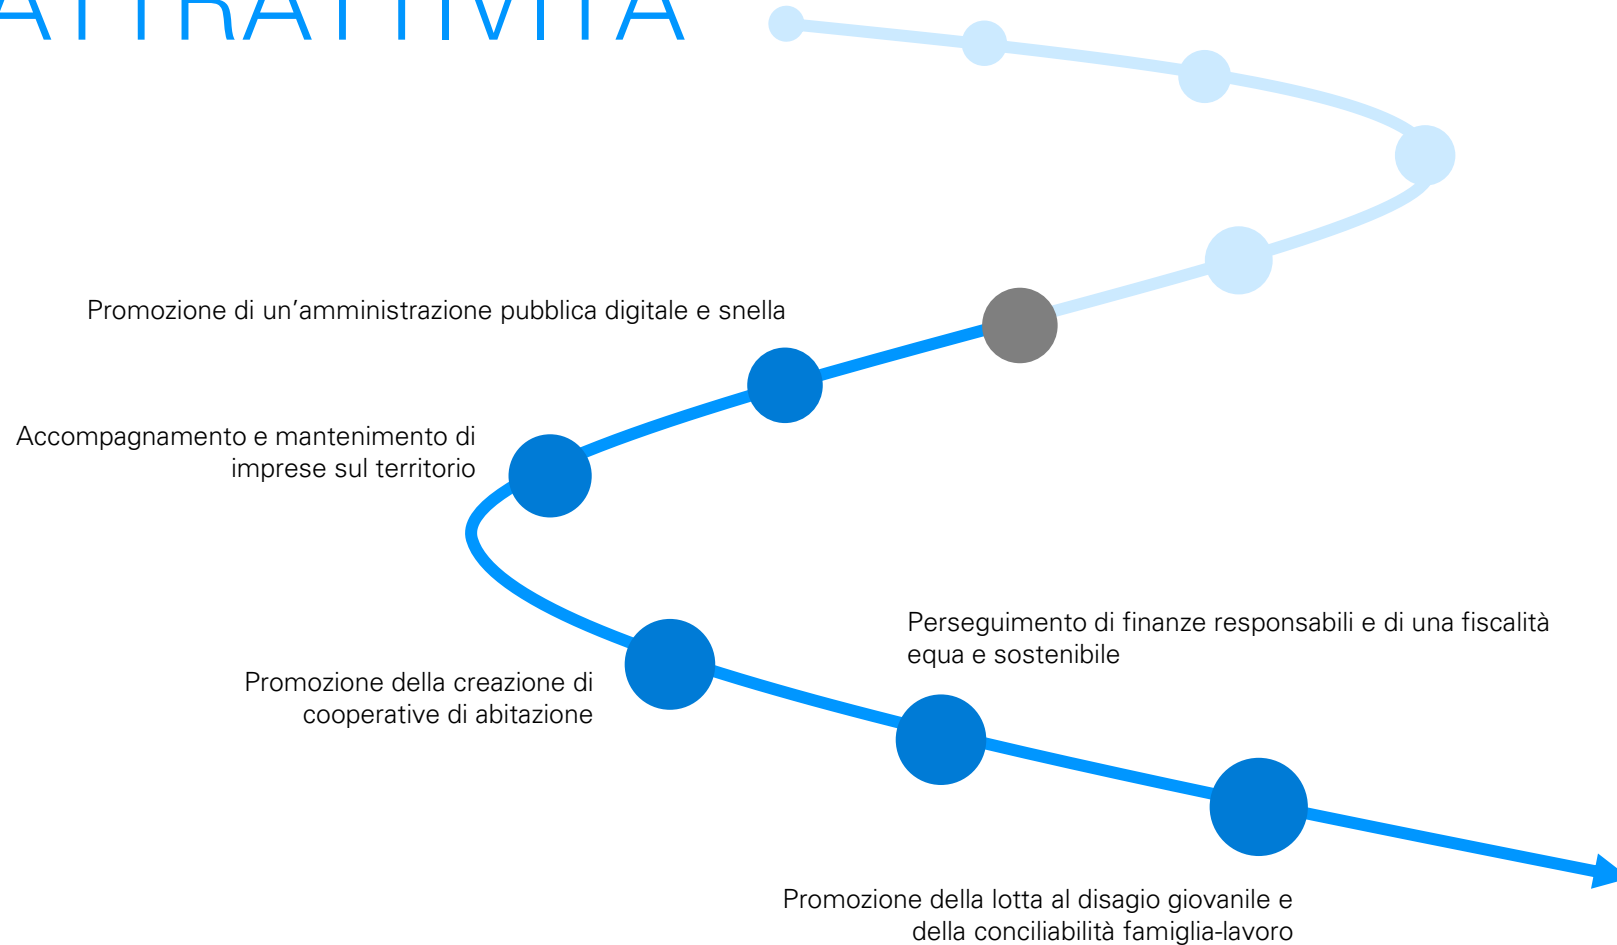 ATTRATTIVITÀ
Promozione di un’amministrazione pubblica digitale e snella
Accompagnamento e mantenimento di
imprese sul territorio
Perseguimento di finanze responsabili e di una fiscalità
equa e sostenibile
Promozione della creazione di
cooperative di abitazione
Promozione della lotta al disagio giovanile e
della conciliabilità famiglia-lavoro